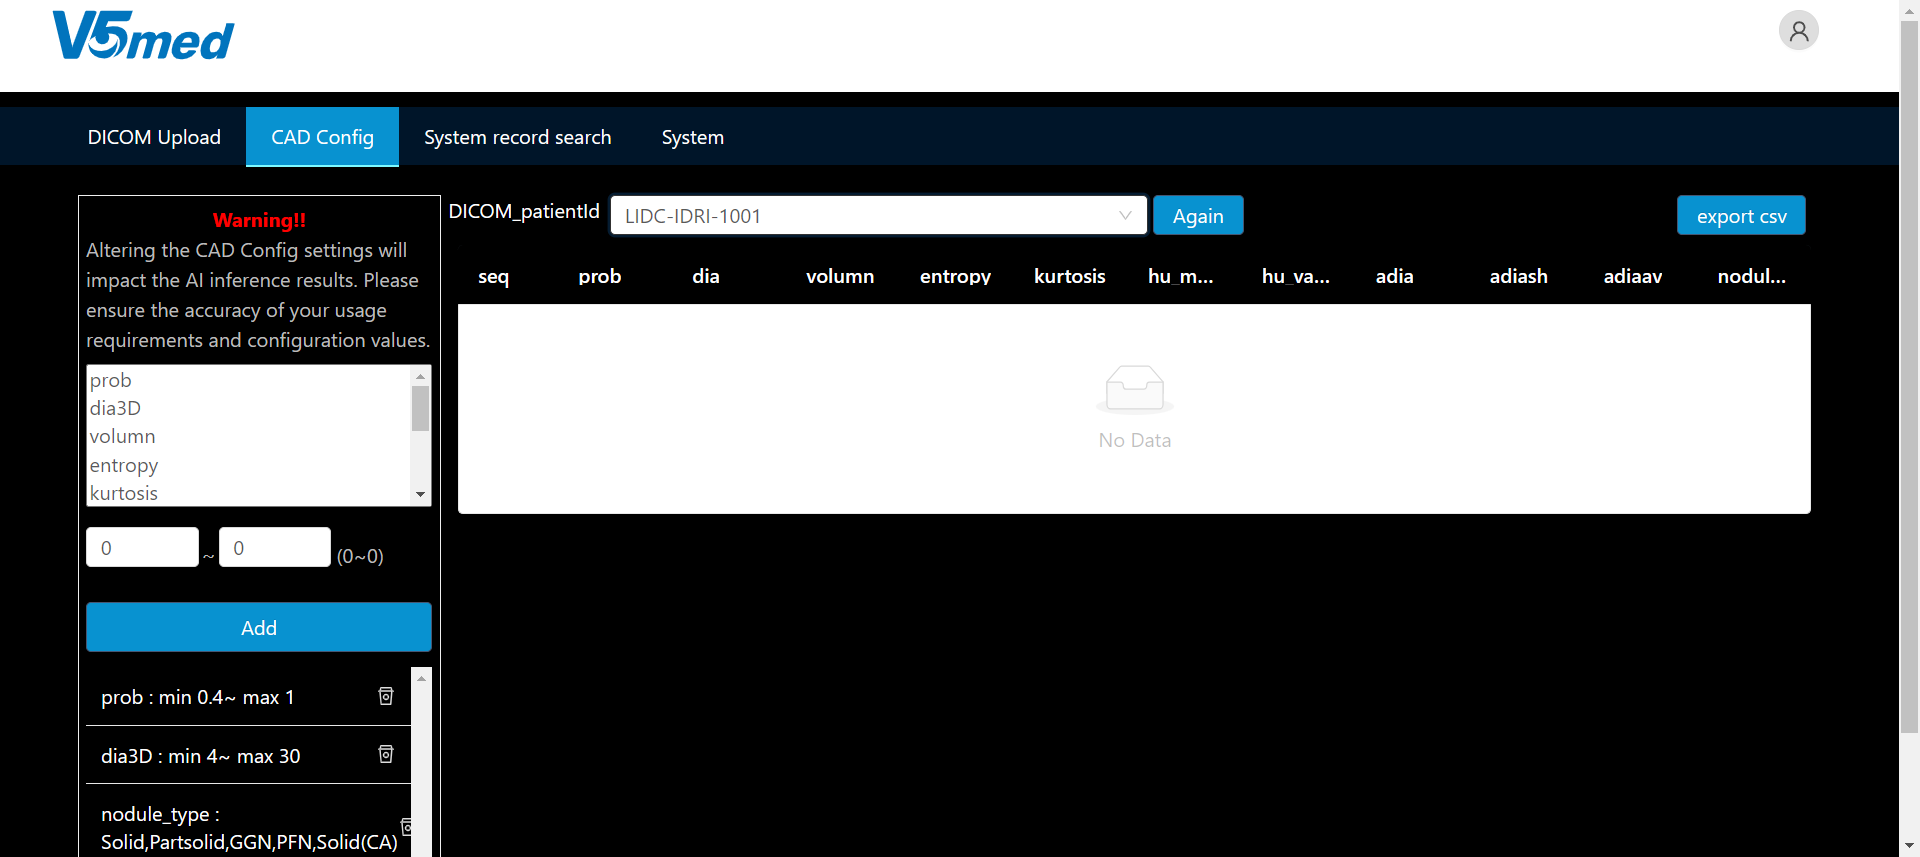 V5med
DICOM Upload
CAD Config
System record search
System
Warning!!
Altering the CAD Config settings will
impact the AI inference results. Please
ensure the accuracy of your usage
requirements and configuration values.
prob
dia3D
volumn
entropy
kurtosis
0 ~ 0 (0~0)
Add
prob : min 0.4~ max 1
dia3D : min 4~ max 30
nodule_type :
Solid,Partsolid,GGN,PFN,Solid(CA)
DICOM_patientId LIDC-IDRI-1001 Again export csv
seq prob dia volumn entropy kurtosis hu_m... hu_va... adia adiash adiaav nodul...
No Data